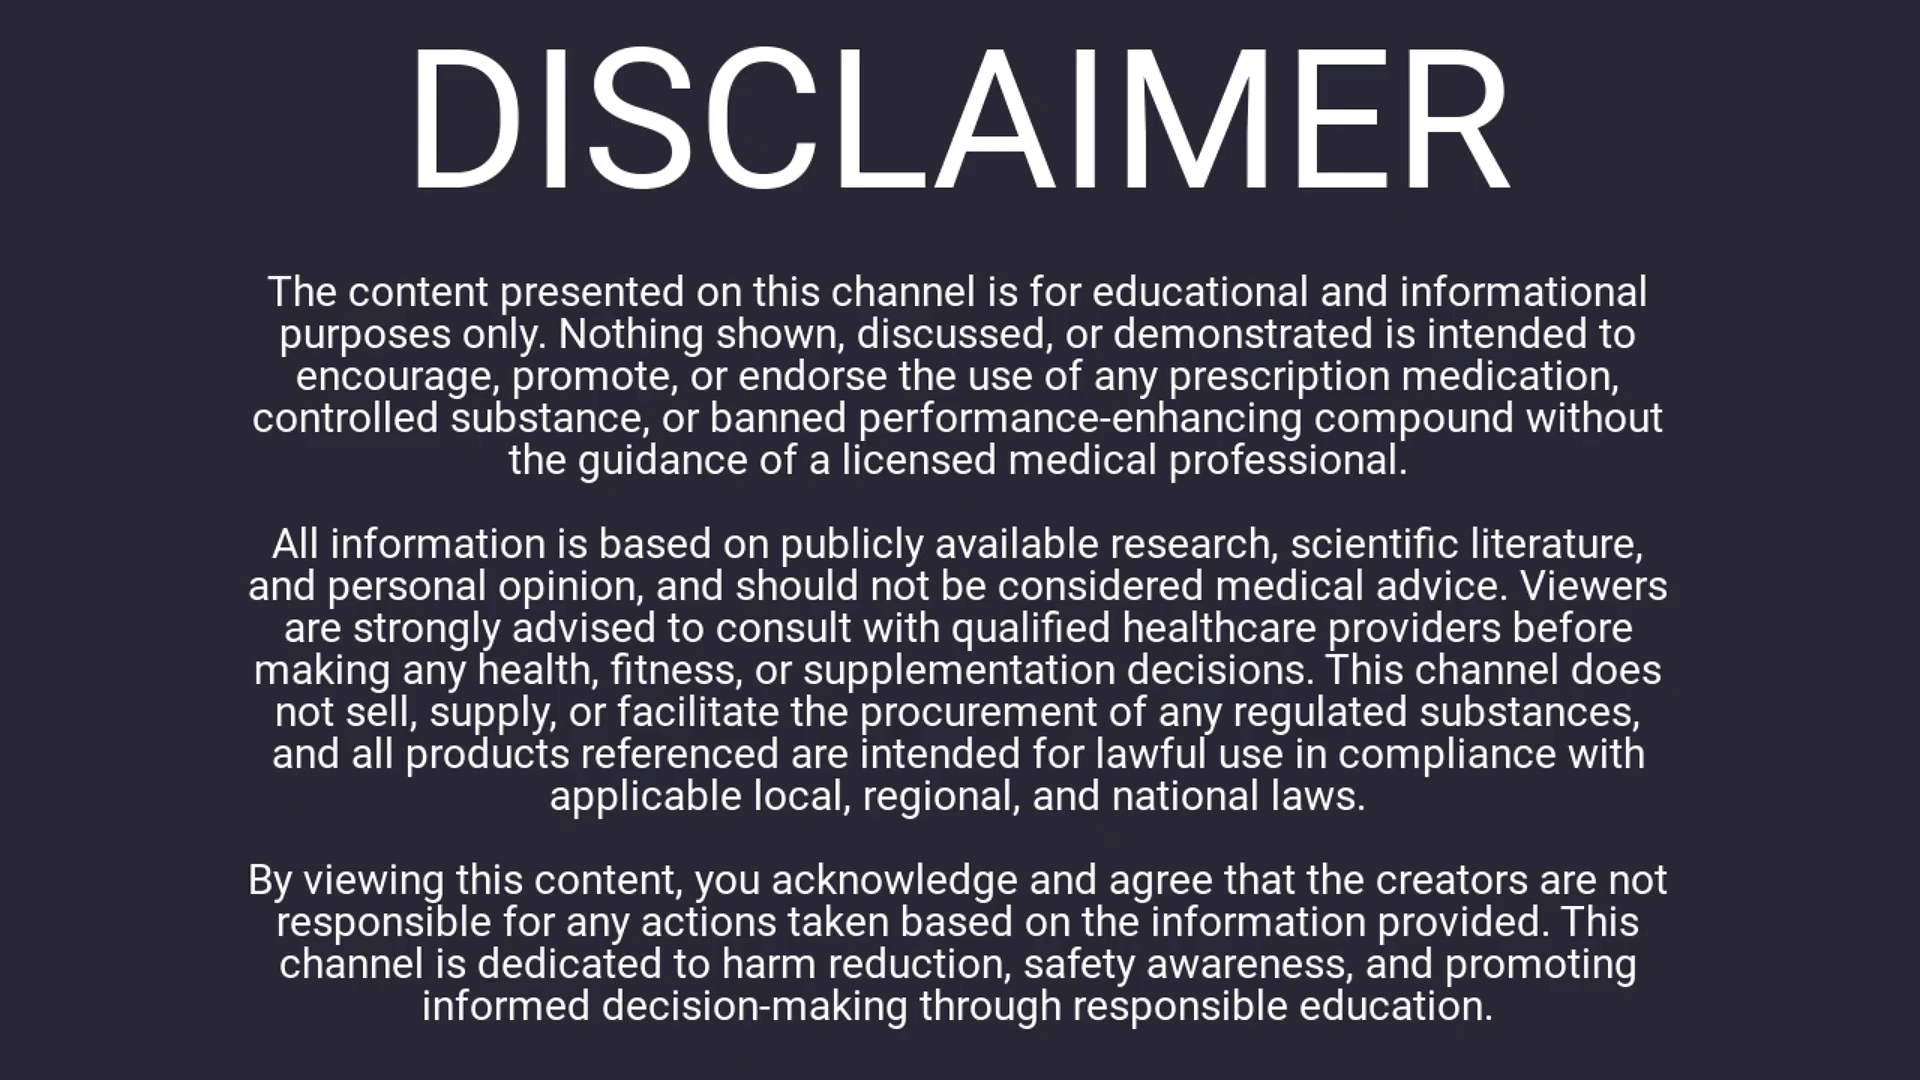 DISCLAIMER
The content presented on this channel is for educational and informational
purposes only. Nothing shown, discussed, or demonstrated is intended to
encourage, promote, or endorse the use of any prescription medication,
controlled substance, or banned performance-enhancing compound without
the guidance of a licensed medical professional.
All information is based on publicly available research, scientific literature,
and personal opinion, and should not be considered medical advice. Viewers
are strongly advised to consult with qualified healthcare providers before
making any health, fitness, or supplementation decisions. This channel does
not sell, supply, or facilitate the procurement of any regulated substances,
and all products referenced are intended for lawful use in compliance with
applicable local, regional, and national laws.
By viewing this content, you acknowledge and agree that the creators are not
responsible for any actions taken based on the information provided. This
channel is dedicated to harm reduction, safety awareness, and promoting
informed decision-making through responsible education.